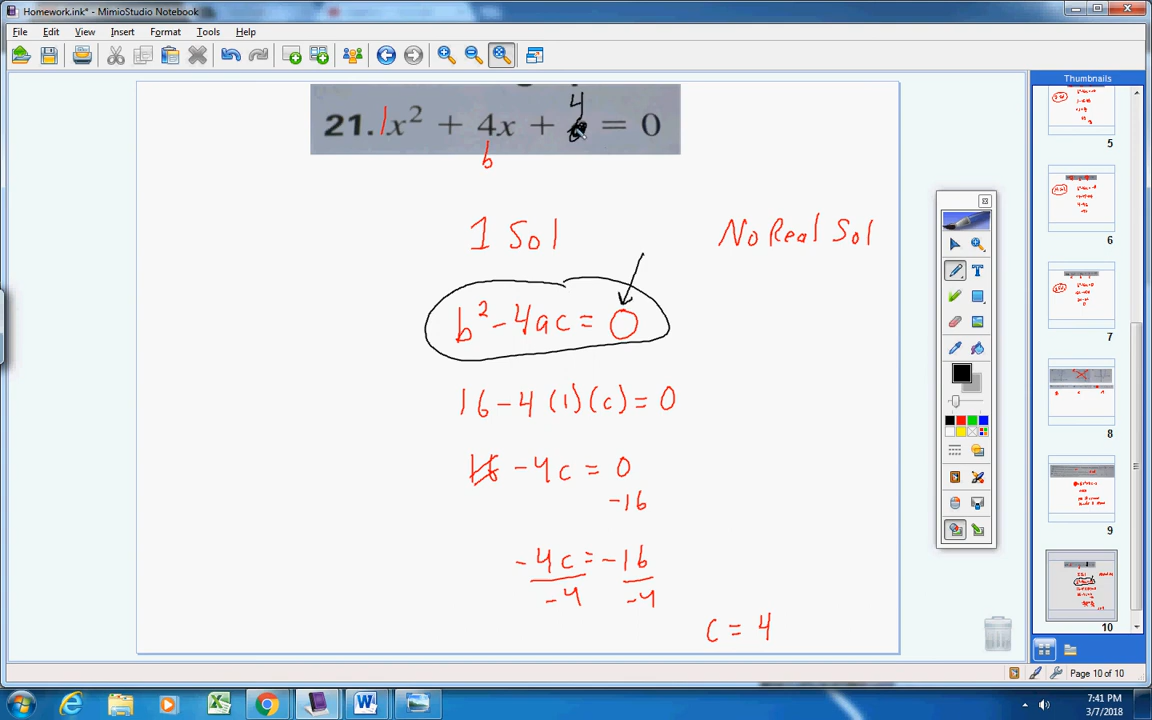 Homework.ink* - MimioStudio Notebook
File Edit View Insert Format Tools Help
Thumbnails
4
21. 1x² + 4x + = 0
b
1 Sol No Real Sol
b² - 4ac = 0
16 - 4 (1)(c) = 0
16 - 4c = 0
-16
-4c = -16
-4 -4
c = 4
5
6
7
8
9
10
Page 10 of 10
7:41 PM
3/7/2018